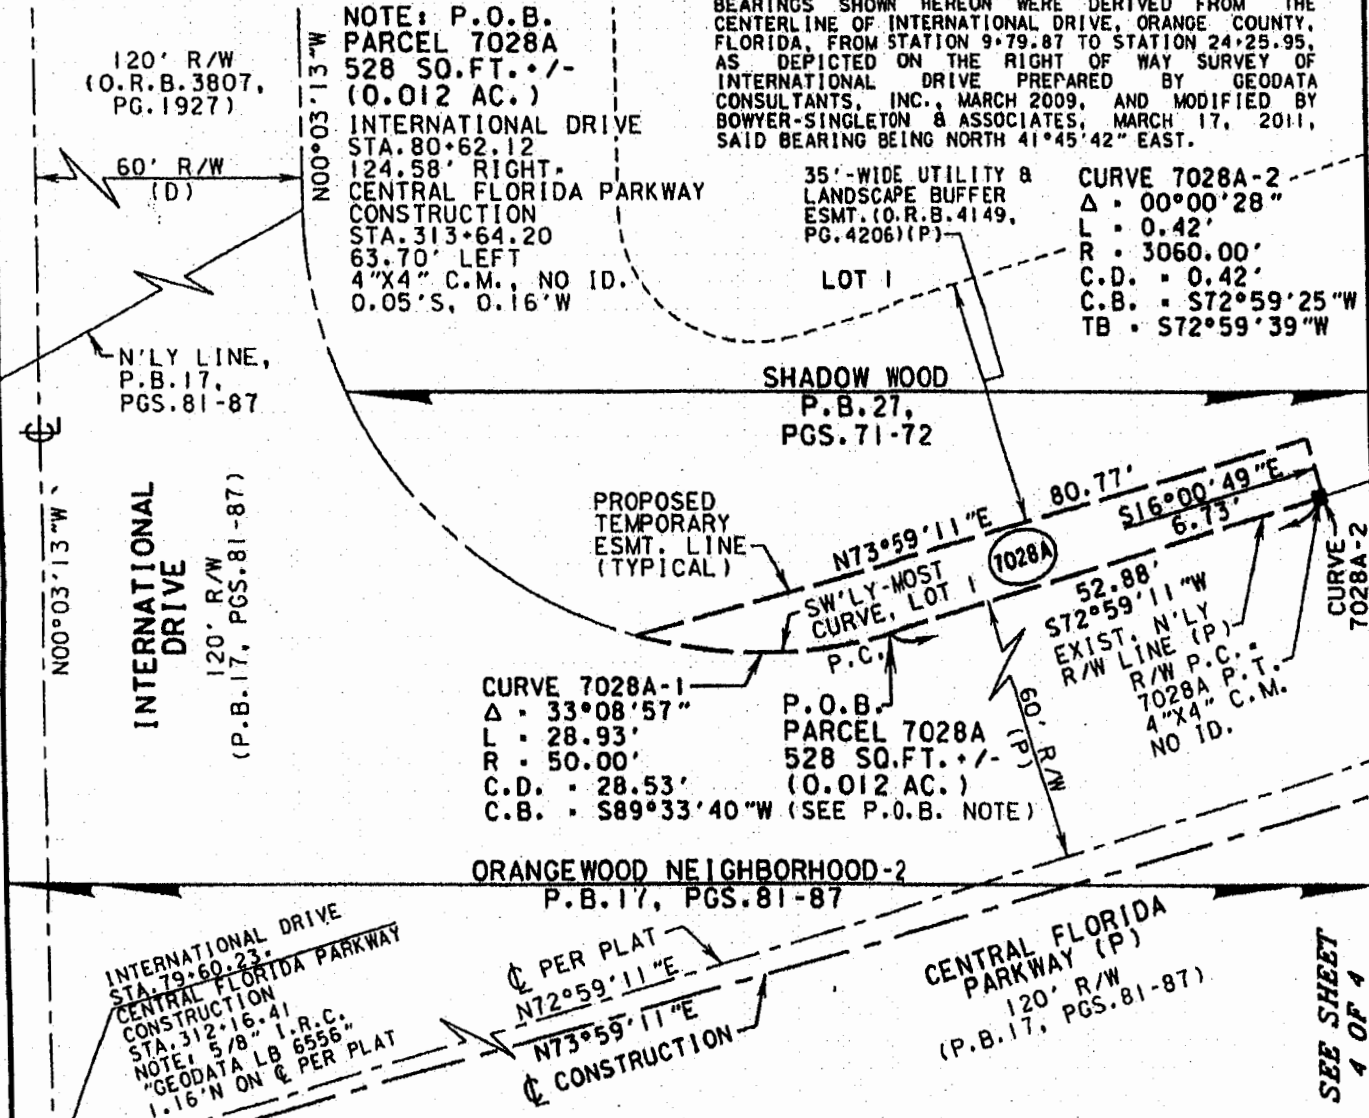 BEARINGS SHOWN HEREON WERE DERIVED FROM THE
CENTERLINE OF INTERNATIONAL DRIVE, ORANGE COUNTY,
FLORIDA, FROM STATION 9+79.87 TO STATION 24+25.95,
AS DEPICTED ON THE RIGHT OF WAY SURVEY OF
INTERNATIONAL DRIVE PREPARED BY GEODATA
CONSULTANTS, INC., MARCH 2009, AND MODIFIED BY
BOWYER-SINGLETON & ASSOCIATES, MARCH 17, 2011,
SAID BEARING BEING NORTH 41°45'42" EAST.
120' R/W
(O.R.B.3807,
PG.1927)
60' R/W
(D)
N00°03'13"W
NOTE: P.O.B.
PARCEL 7028A
528 SQ.FT.+/-
(0.012 AC.)
INTERNATIONAL DRIVE
STA.80+62.12
124.58' RIGHT=
CENTRAL FLORIDA PARKWAY
CONSTRUCTION
STA.313+64.20
63.70' LEFT
4"X4" C.M., NO ID.
0.05'S, 0.16'W
35'-WIDE UTILITY &
LANDSCAPE BUFFER
ESMT.(O.R.B.4149,
PG.4206)(P)
LOT 1
CURVE 7028A-2
Δ = 00°00'28"
L = 0.42'
R = 3060.00'
C.D. = 0.42'
C.B. = S72°59'25"W
TB = S72°59'39"W
N'LY LINE,
P.B.17,
PGS.81-87
SHADOW WOOD
P.B.27,
PGS.71-72
N00°03'13"W
INTERNATIONAL
DRIVE
120' R/W
(P.B.17, PGS.81-87)
PROPOSED
TEMPORARY
ESMT. LINE
(TYPICAL)
N73°59'11"E
80.77'
S16°00'49"E
6.73'
7028A
SW'LY-MOST
CURVE, LOT 1
P.C.
52.88'
S72°59'11"W
EXIST. N'LY
R/W LINE (P)
R/W P.C.=
7028A P.T.
4"X4" C.M.
NO ID.
CURVE
7028A-2
CURVE 7028A-1
Δ = 33°08'57"
L = 28.93'
R = 50.00'
C.D. = 28.53'
C.B. = S89°33'40"W
P.O.B.
PARCEL 7028A
528 SQ.FT.+/-
(0.012 AC.)
(SEE P.O.B. NOTE)
60' R/W
(P)
ORANGEWOOD NEIGHBORHOOD-2
P.B.17, PGS.81-87
INTERNATIONAL DRIVE
STA.79+60.23=
CENTRAL FLORIDA PARKWAY
CONSTRUCTION
STA.312+16.41
NOTE: 5/8" I.R.C.
"GEODATA LB 6556"
1.16'N ON ℄ PER PLAT
℄ PER PLAT
N72°59'11"E
N73°59'11"E
℄ CONSTRUCTION
CENTRAL FLORIDA
PARKWAY (P)
120' R/W
(P.B.17, PGS.81-87)
SEE SHEET
4 OF 4